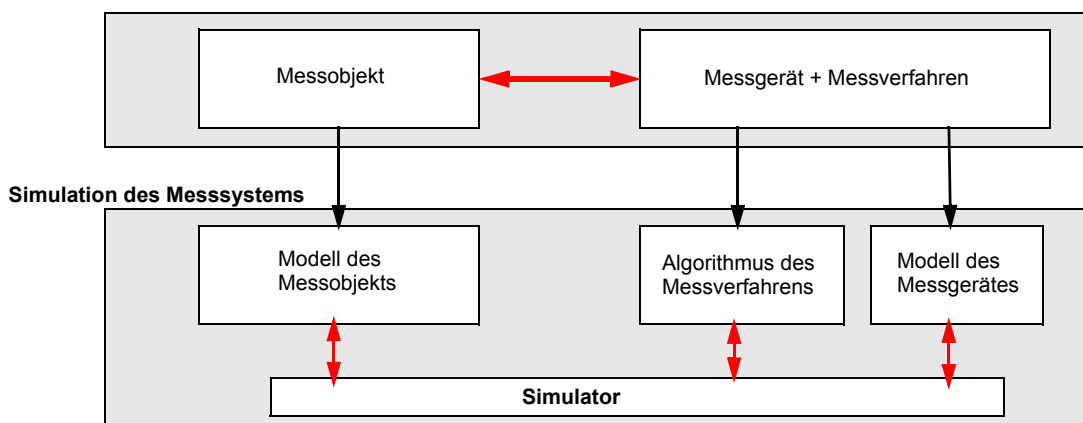 Messobjekt
Messgerät + Messverfahren
Simulation des Messsystems
Modell des
Messobjekts
Algorithmus des
Messverfahrens
Modell des
Messgerätes
Simulator